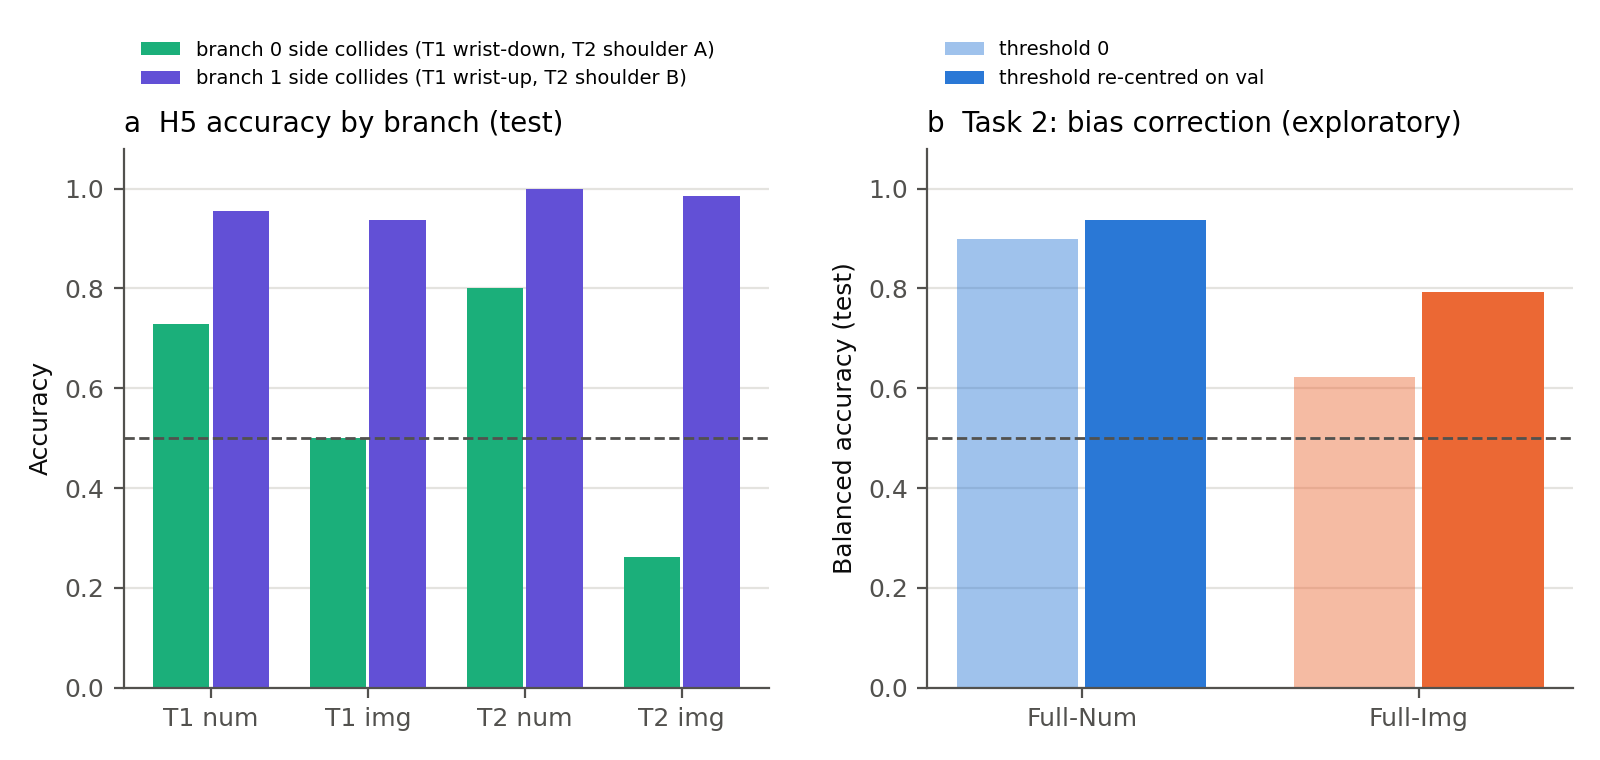 branch 0 side collides (T1 wrist-down, T2 shoulder A)
branch 1 side collides (T1 wrist-up, T2 shoulder B)
a  H5 accuracy by branch (test)
Accuracy
1.0
0.8
0.6
0.4
0.2
0.0
T1 num
T1 img
T2 num
T2 img
threshold 0
threshold re-centred on val
b  Task 2: bias correction (exploratory)
Balanced accuracy (test)
1.0
0.8
0.6
0.4
0.2
0.0
Full-Num
Full-Img